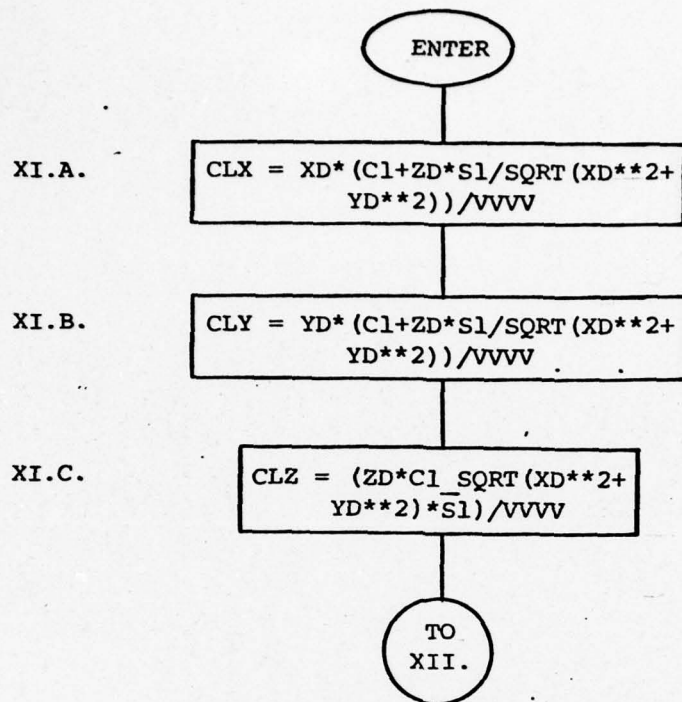 ENTER
XI.A.
CLX = XD*(C1+ZD*S1/SQRT(XD**2+
YD**2))/VVVV
XI.B.
CLY = YD*(C1+ZD*S1/SQRT(XD**2+
YD**2))/VVVV
XI.C.
CLZ = (ZD*C1_SQRT(XD**2+
YD**2)*S1)/VVVV
TO
XII.